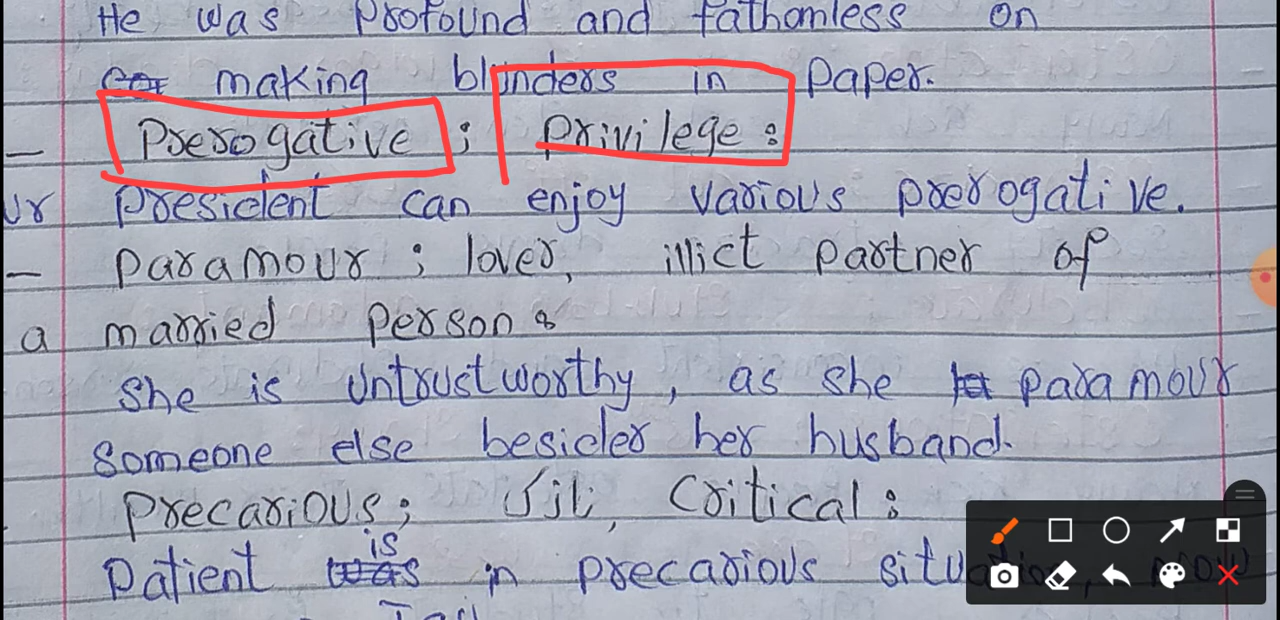 He was profound and fathomless on
making blunders in paper.
— Prerogative ; privilege :
ur president can enjoy various prerogative.
— paramour ; lover, illict partner of
a married person :
She is untrustworthy, as she paramour
someone else besider her husband.
precarious ; نازک, critical :
Patient is in precarious